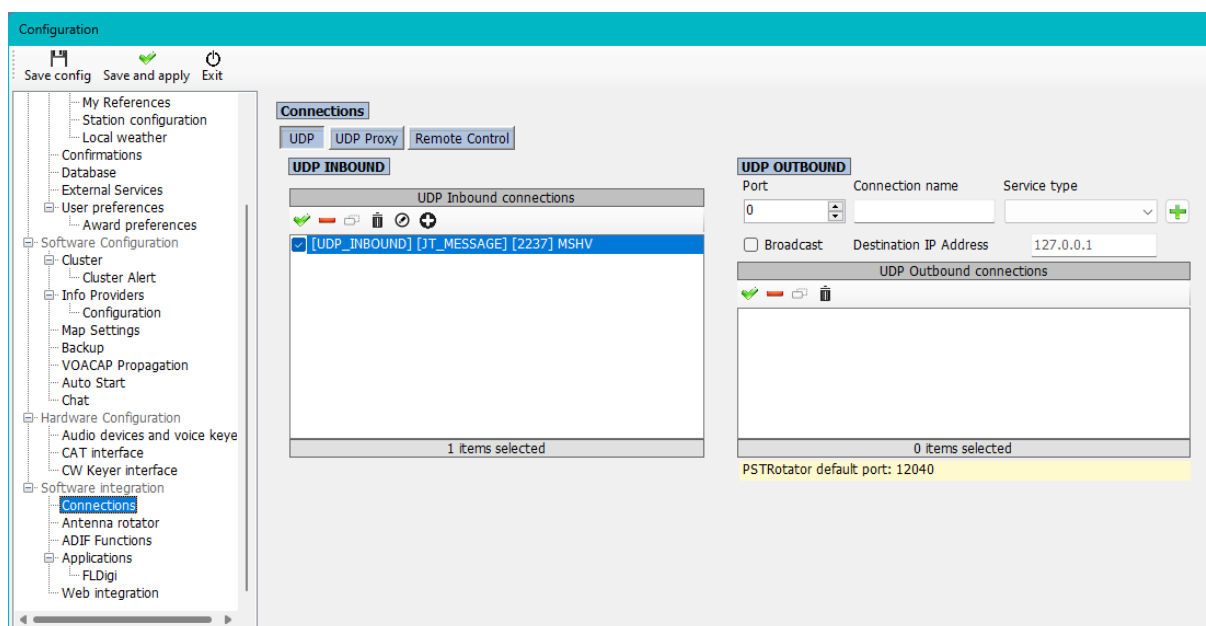 Configuration
Save config Save and apply Exit
My References
Station configuration
Local weather
Confirmations
Database
External Services
User preferences
Award preferences
Software Configuration
Cluster
Cluster Alert
Info Providers
Configuration
Map Settings
Backup
VOACAP Propagation
Auto Start
Chat
Hardware Configuration
Audio devices and voice keye
CAT interface
CW Keyer interface
Software integration
Connections
Antenna rotator
ADIF Functions
Applications
FLDigi
Web integration
Connections
UDP UDP Proxy Remote Control
UDP INBOUND
UDP Inbound connections
[UDP_INBOUND] [JT_MESSAGE] [2237] MSHV
1 items selected
UDP OUTBOUND
Port Connection name Service type
0
Broadcast Destination IP Address 127.0.0.1
UDP Outbound connections
0 items selected
PSTRotator default port: 12040